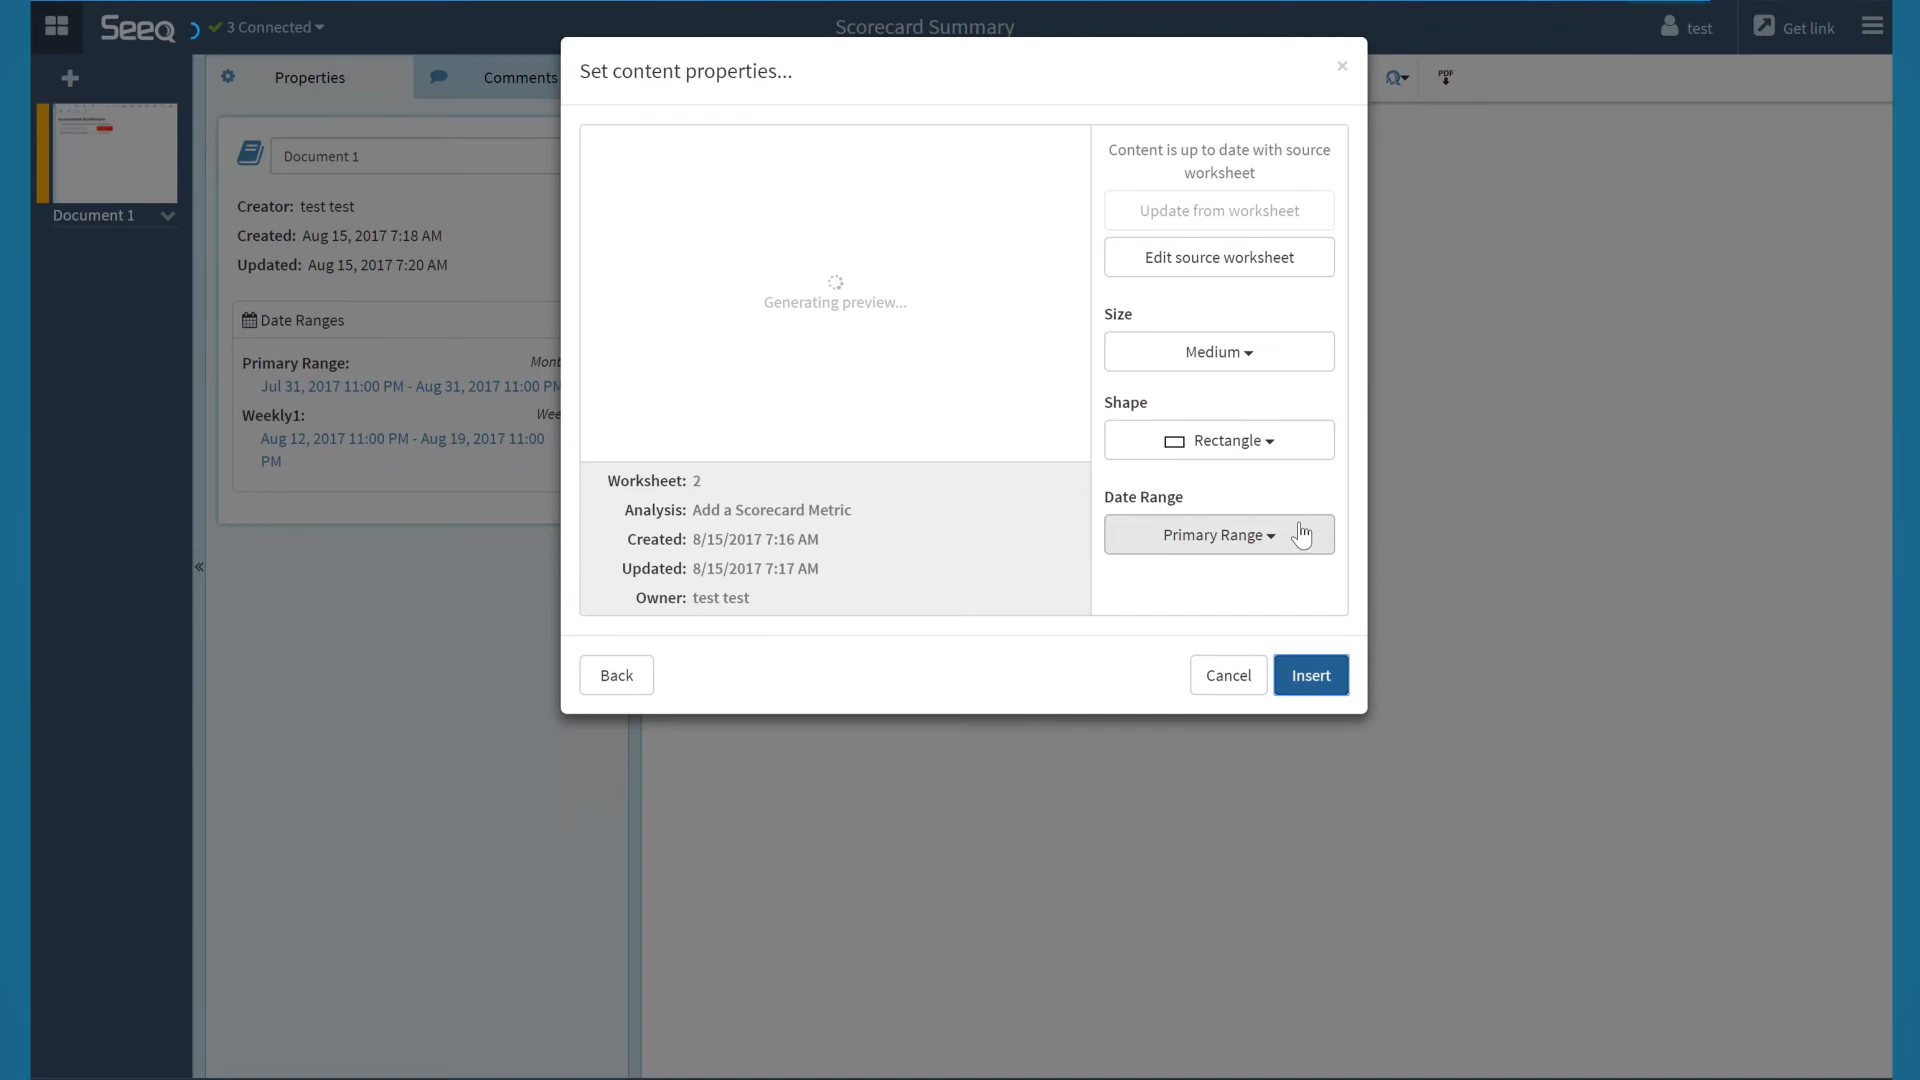 Seeq
3 Connected
Scorecard Summary
test
Get link
Properties
Comments
PDF
Document 1
Document 1
Creator: test test
Created: Aug 15, 2017 7:18 AM
Updated: Aug 15, 2017 7:20 AM
Date Ranges
Primary Range:
Mont
Jul 31, 2017 11:00 PM - Aug 31, 2017 11:00 PM
Weekly1:
Wee
Aug 12, 2017 11:00 PM - Aug 19, 2017 11:00
PM
«
Set content properties...
×
Generating preview...
Worksheet: 2
Analysis: Add a Scorecard Metric
Created: 8/15/2017 7:16 AM
Updated: 8/15/2017 7:17 AM
Owner: test test
Content is up to date with source
worksheet
Update from worksheet
Edit source worksheet
Size
Medium
Shape
Rectangle
Date Range
Primary Range
Back
Cancel
Insert